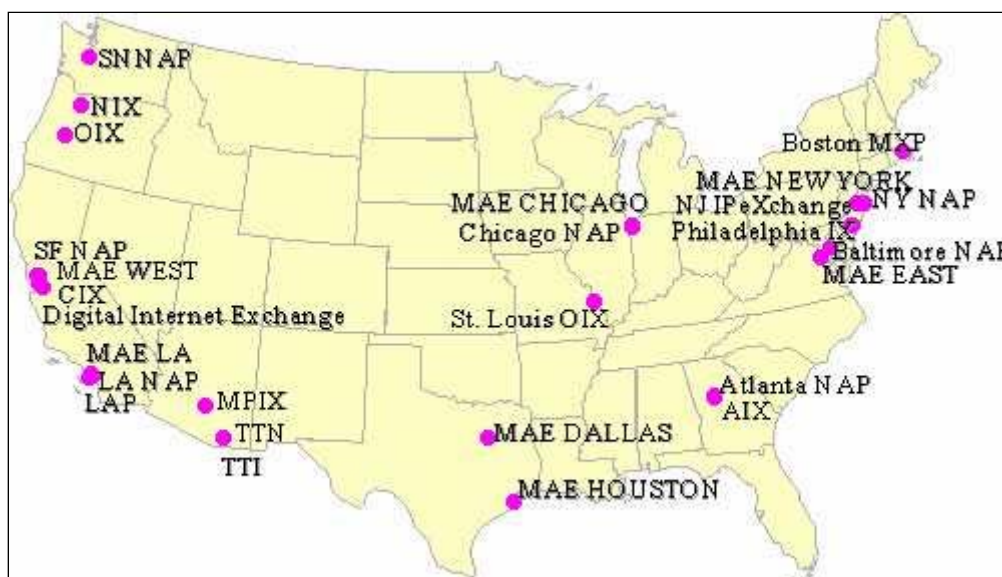 SNNAP
NIX
OIX
Boston MXP
MAE NEW YORK
MAE CHICAGO
NJ IPeXchange
NY NAP
Chicago NAP
Philadelphia IX
SF NAP
Baltimore NAP
MAE WEST
MAE EAST
CIX
Digital Internet Exchange
St. Louis OIX
MAE LA
LA NAP
Atlanta NAP
LAP
MPIX
AIX
TTN
MAE DALLAS
TTI
MAE HOUSTON